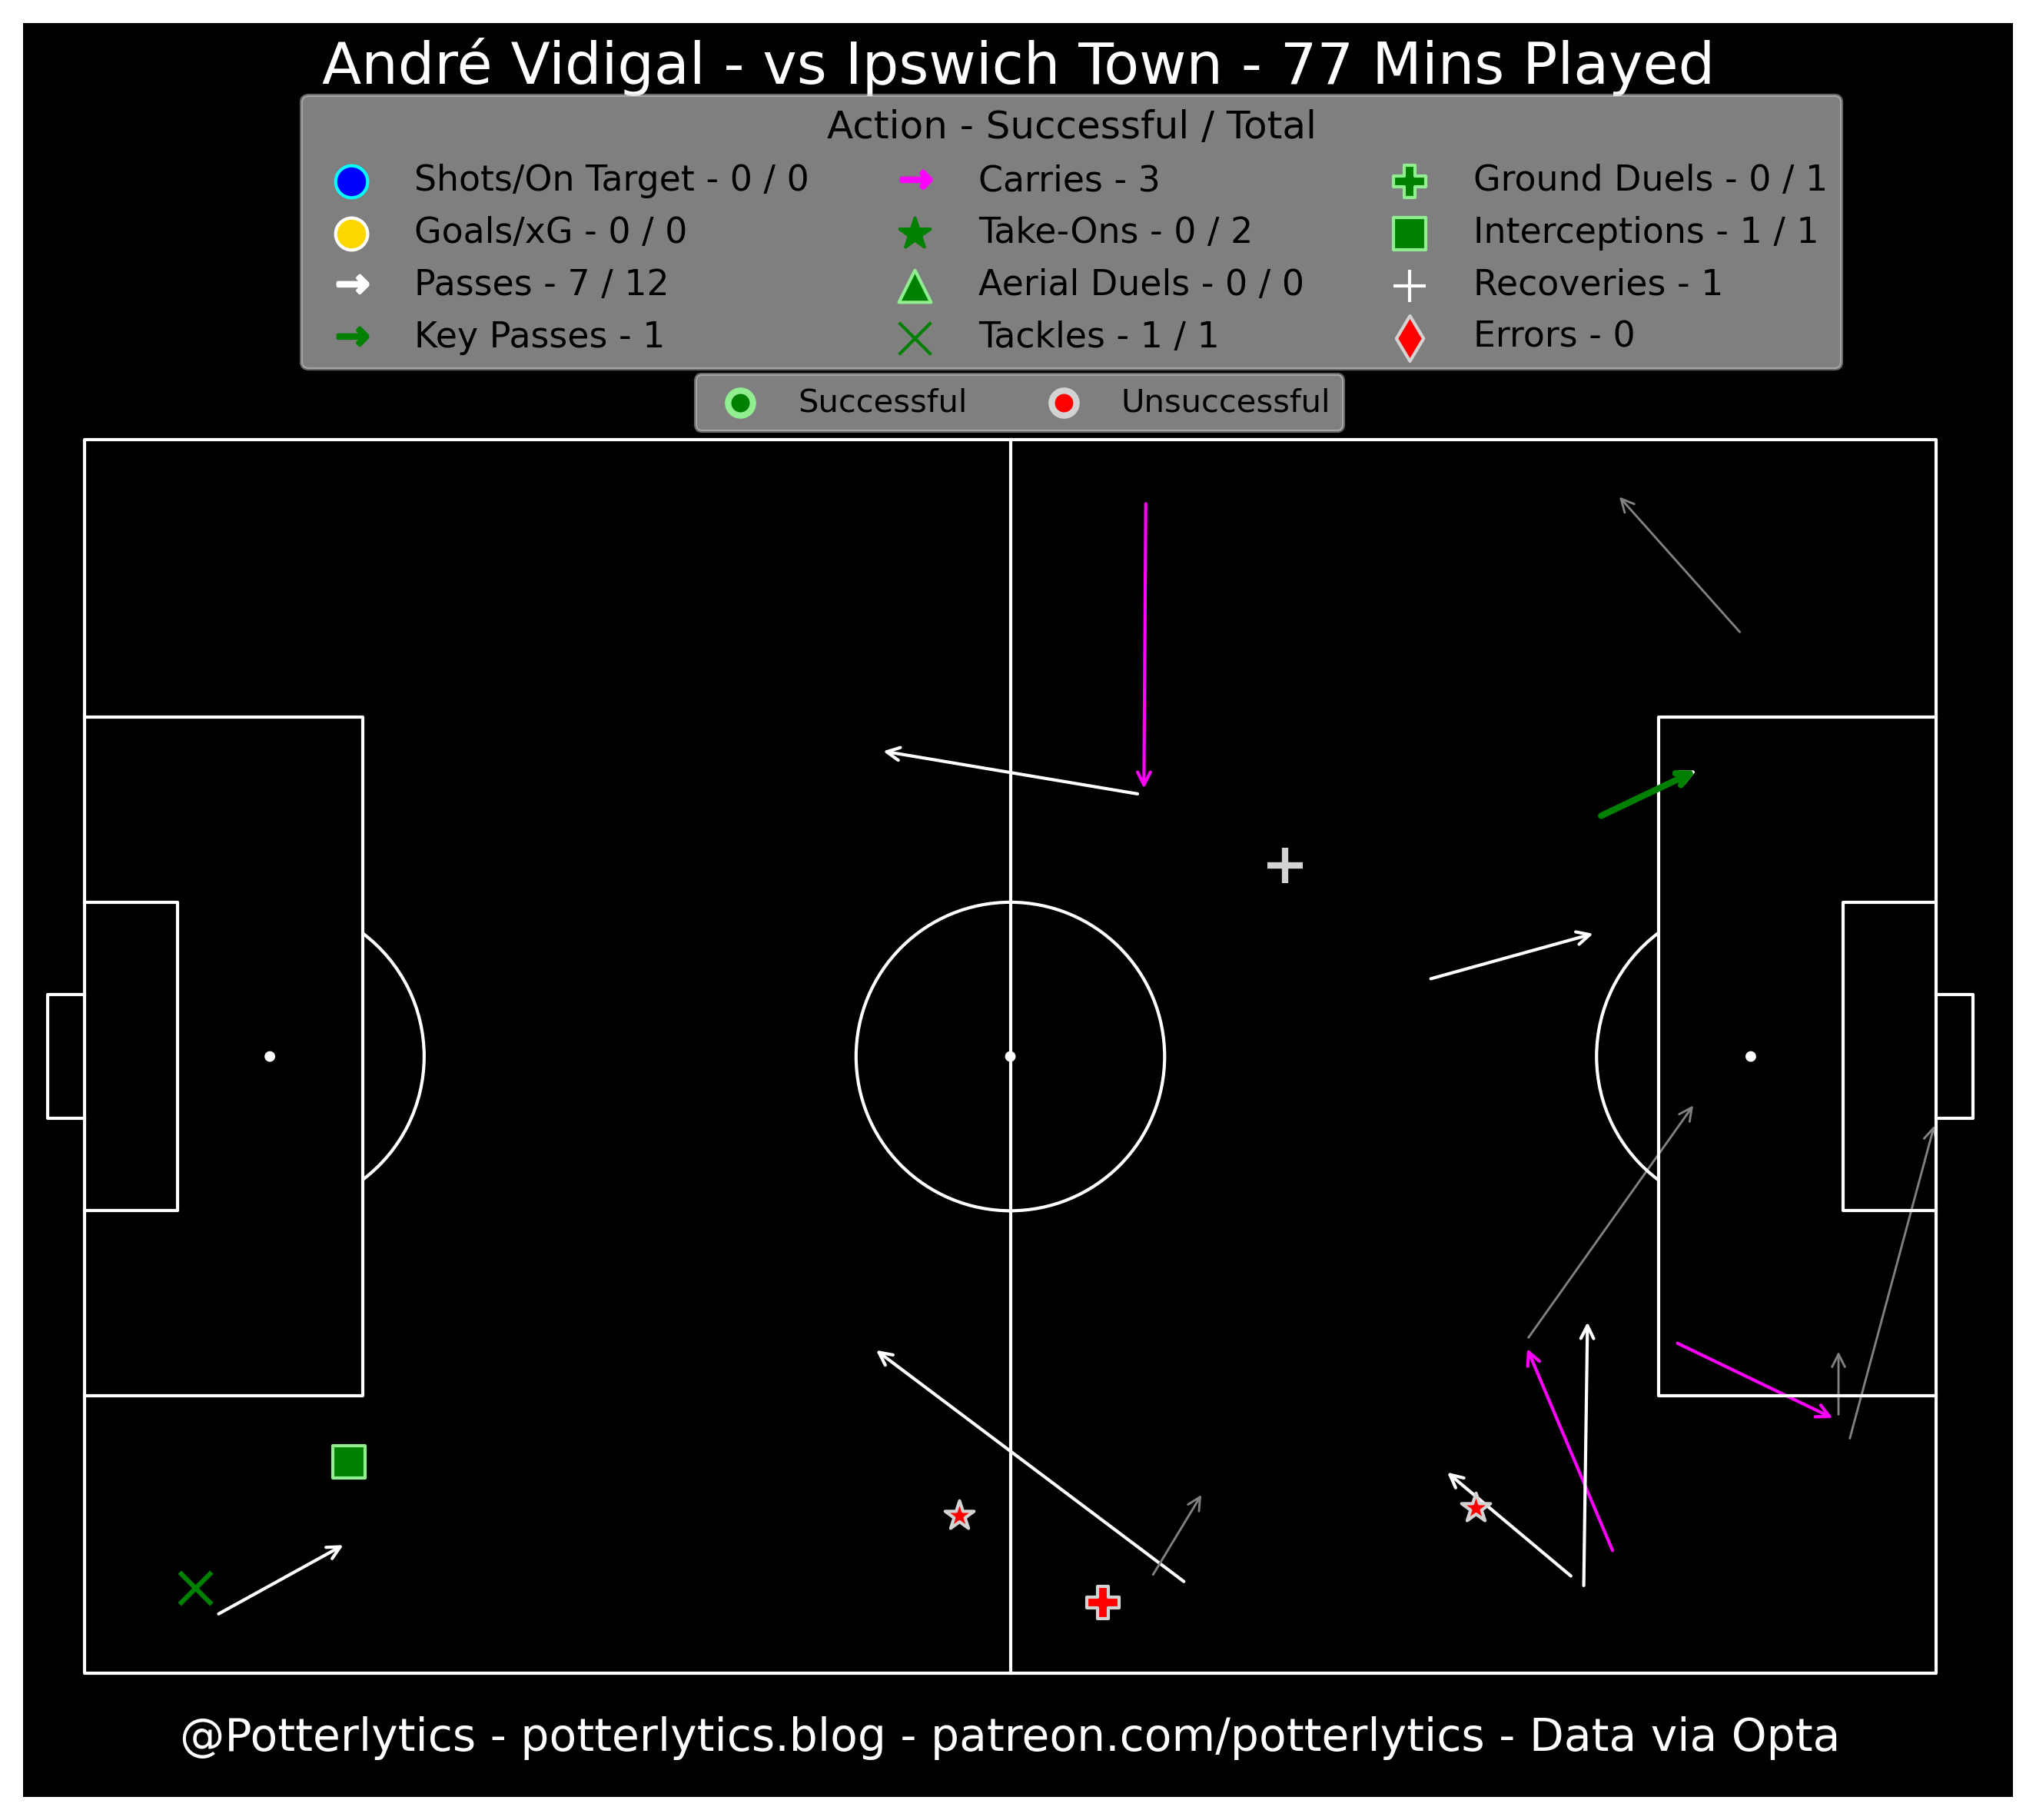 André Vidigal - vs Ipswich Town - 77 Mins Played
Action - Successful / Total
Shots/On Target - 0 / 0
Goals/xG - 0 / 0
Passes - 7 / 12
Key Passes - 1
Carries - 3
Take-Ons - 0 / 2
Aerial Duels - 0 / 0
Tackles - 1 / 1
Ground Duels - 0 / 1
Interceptions - 1 / 1
Recoveries - 1
Errors - 0
Successful
Unsuccessful
@Potterlytics - potterlytics.blog - patreon.com/potterlytics - Data via Opta